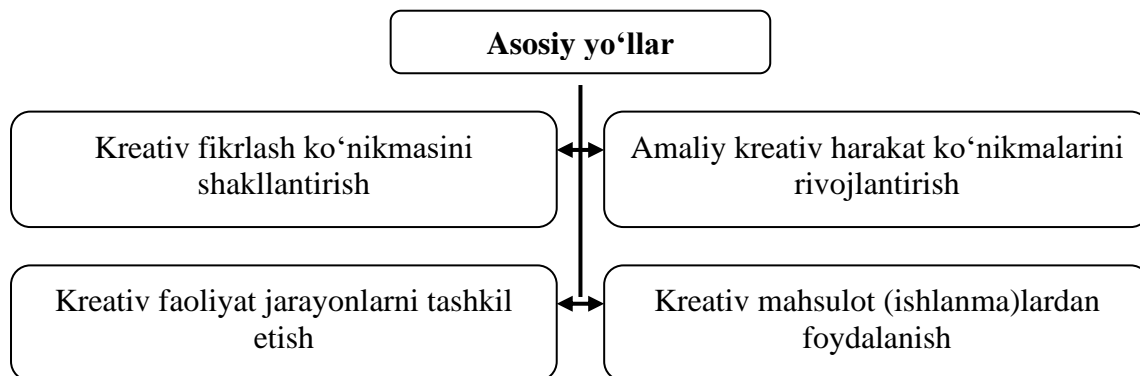 Asosiy yo‘llar
Kreativ fikrlash ko‘nikmasini
shakllantirish
Amaliy kreativ harakat ko‘nikmalarini
rivojlantirish
Kreativ faoliyat jarayonlarni tashkil
etish
Kreativ mahsulot (ishlanma)lardan
foydalanish